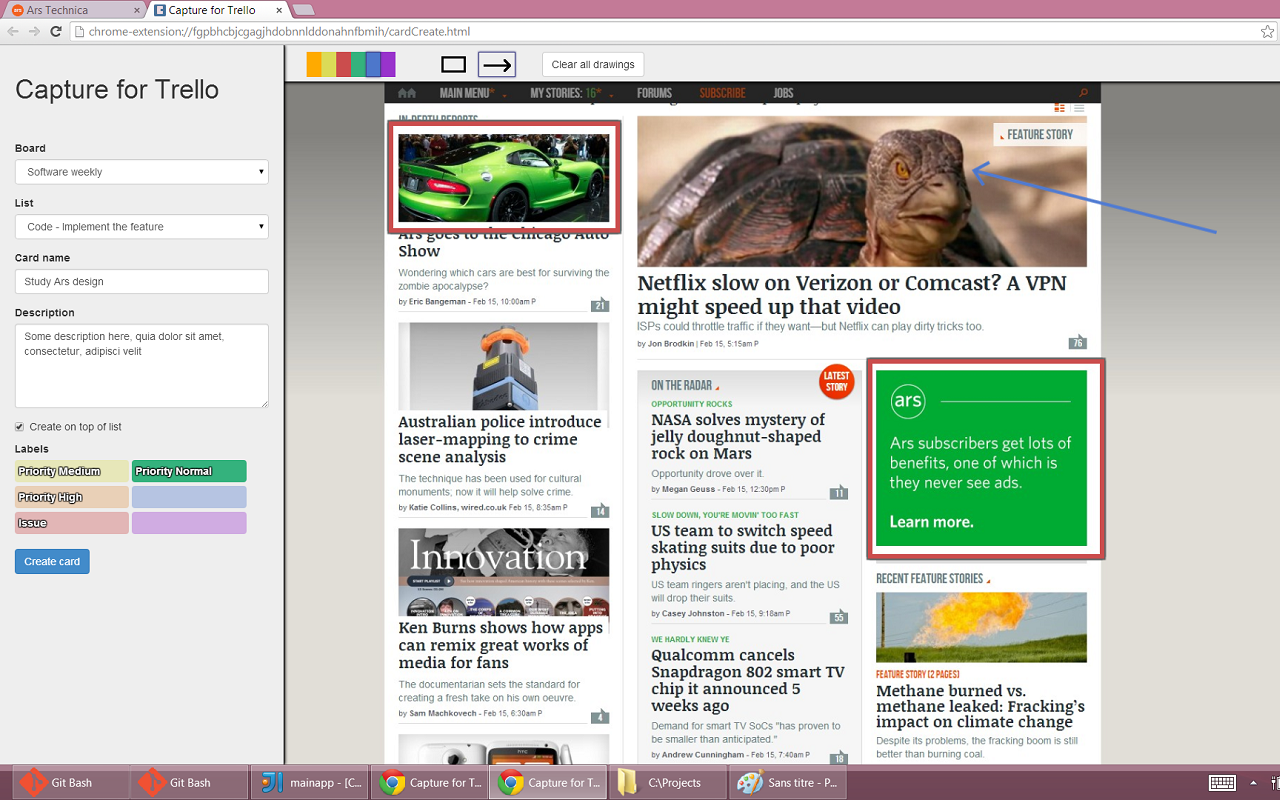 Ars Technica
Capture for Trello
chrome-extension://fgpbhcbjcgagjhdobnnlddonahnfbmih/cardCreate.html
Capture for Trello
Board
Software weekly
List
Code - Implement the feature
Card name
Study Ars design
Description
Some description here, quia dolor sit amet,
consectetur, adipisci velit
Create on top of list
Labels
Priority Medium
Priority Normal
Priority High
Issue
Create card
Clear all drawings
MAIN MENU*
MY STORIES: 16*
FORUMS
SUBSCRIBE
JOBS
IN-DEPTH REPORTS
Ars goes to the Chicago Auto
Show
Wondering which cars are best for surviving the
zombie apocalypse?
by Eric Bangeman - Feb 15, 10:00am P
21
Australian police introduce
laser-mapping to crime
scene analysis
The technique has been used for cultural
monuments; now it will help solve crime.
by Katie Collins, wired.co.uk Feb 15, 8:35am P
14
Innovation
START PLAYLIST
Ken Burns shows how apps
can remix great works of
media for fans
The documentarian sets the standard for
creating a fresh take on his own oeuvre.
by Sam Machkovech - Feb 15, 6:30am P
4
FEATURE STORY
Netflix slow on Verizon or Comcast? A VPN
might speed up that video
ISPs could throttle traffic if they want—but Netflix can play dirty tricks too.
by Jon Brodkin | Feb 15, 5:15am P
76
ON THE RADAR
LATEST
STORY
OPPORTUNITY ROCKS
NASA solves mystery of
jelly doughnut-shaped
rock on Mars
Opportunity drove over it.
by Megan Geuss - Feb 15, 12:30pm P
11
SLOW DOWN, YOU'RE MOVIN' TOO FAST
US team to switch speed
skating suits due to poor
physics
US team ringers aren't placing, and the US
will drop their suits.
by Casey Johnston - Feb 15, 9:18am P
55
WE HARDLY KNEW YE
Qualcomm cancels
Snapdragon 802 smart TV
chip it announced 5
weeks ago
Demand for smart TV SoCs "has proven to
be smaller than anticipated."
by Andrew Cunningham - Feb 15, 7:40am P
18
ars
Ars subscribers get lots of
benefits, one of which is
they never see ads.
Learn more.
RECENT FEATURE STORIES
FEATURE STORY (2 PAGES)
Methane burned vs.
methane leaked: Fracking's
impact on climate change
Despite its problems, the fracking boom is still
better than burning coal.
Git Bash
Git Bash
mainapp - [C...
Capture for T...
Capture for T...
C:\Projects
Sans titre - P...